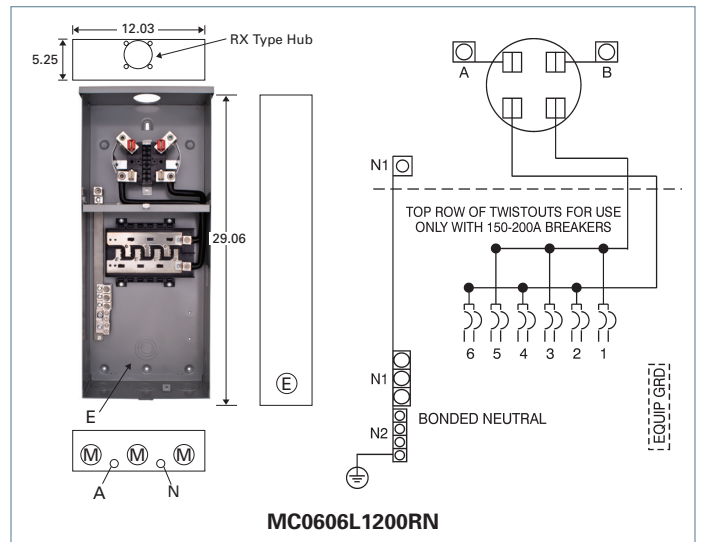 12.03
RX Type Hub
5.25
A
B
N1
TOP ROW OF TWISTOUTS FOR USE
ONLY WITH 150-200A BREAKERS
29.06
6 5 4 3 2 1
E
E
N1
BONDED NEUTRAL
N2
EQUIP GRD.
M M M
A N
MC0606L1200RN